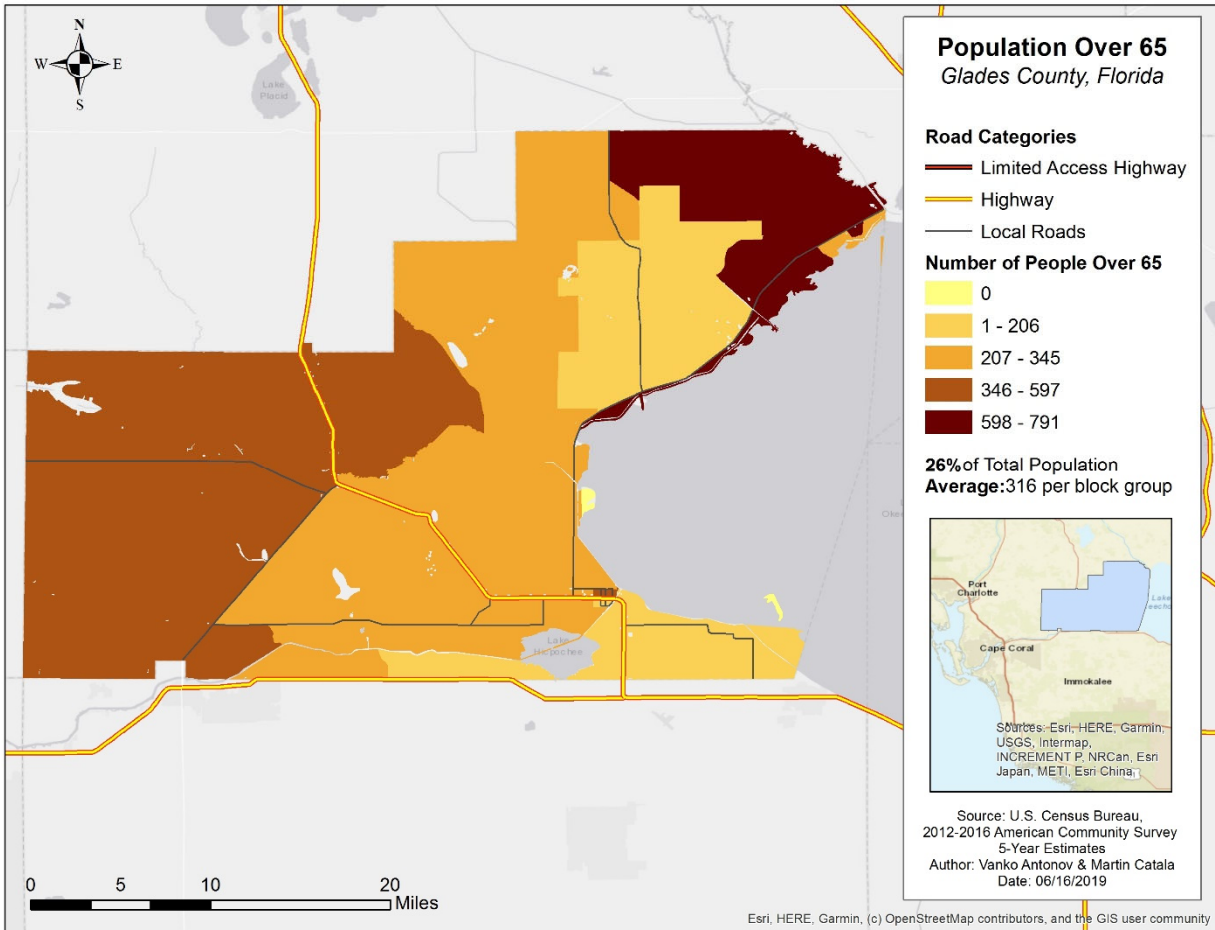 N
W E
S
Lake
Placid
Lake
Hicpochee
Population Over 65
Glades County, Florida
Road Categories
Limited Access Highway
Highway
Local Roads
Number of People Over 65
0
1 - 206
207 - 345
346 - 597
598 - 791
26%of Total Population
Average:316 per block group
Port
Charlotte
Cape Coral
Immokalee
Lake
Sources: Esri, HERE, Garmin,
USGS, Intermap,
INCREMENT P, NRCan, Esri
Japan, METI, Esri China
Source: U.S. Census Bureau,
2012-2016 American Community Survey
5-Year Estimates
Author: Vanko Antonov & Martin Catala
Date: 06/16/2019
0 5 10 20
Miles
Esri, HERE, Garmin, (c) OpenStreetMap contributors, and the GIS user community